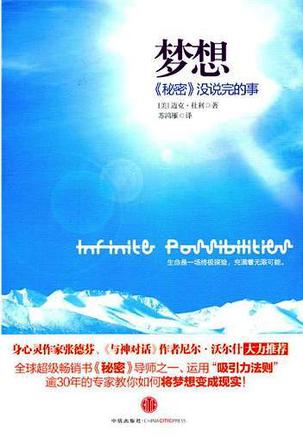 梦想
《秘密》没说完的事
[美]迈克·杜利 著
苏鸿雁 译
Infinite Possibilities
生命是一场终极探险，充满着无限可能。
身心灵作家张德芬、《与神对话》作者尼尔·沃尔什大力推荐
全球超级畅销书《秘密》导师之一、运用“吸引力法则”
逾30年的专家教你如何将梦想变成现实！
中信出版社·CHINACITICPRESS